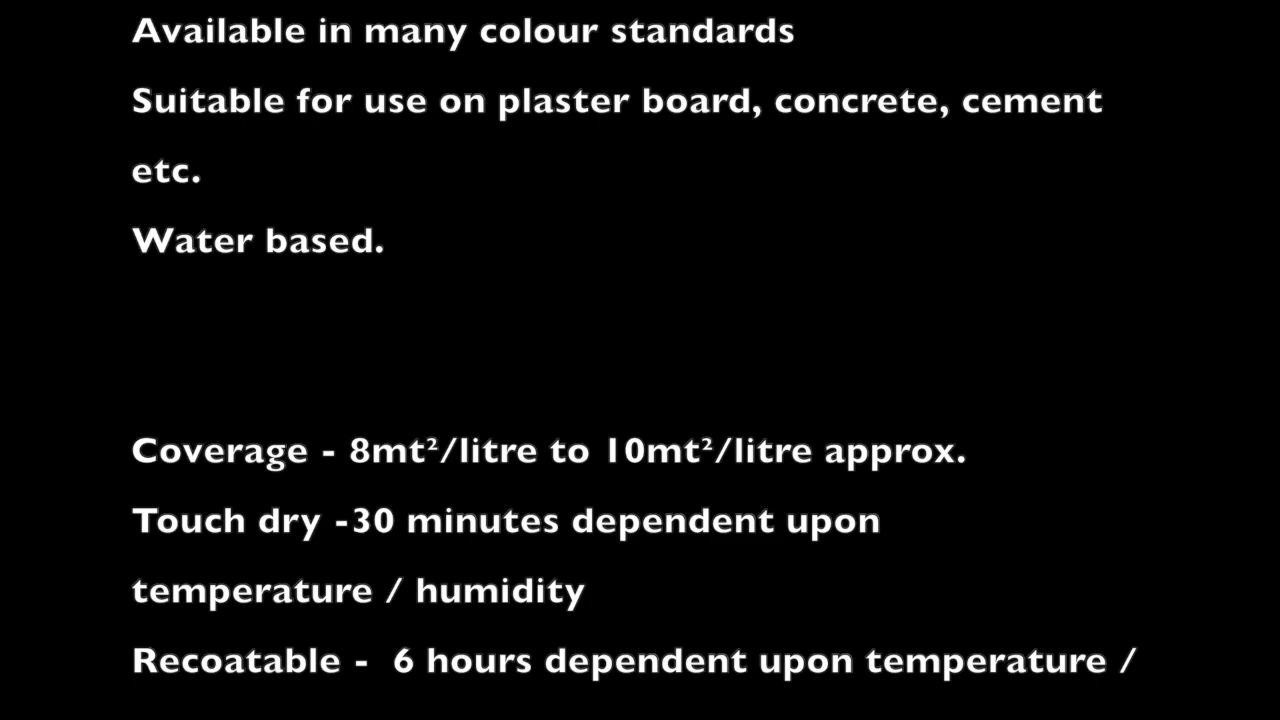 Available in many colour standards
Suitable for use on plaster board, concrete, cement
etc.
Water based.
Coverage - 8mt²/litre to 10mt²/litre approx.
Touch dry -30 minutes dependent upon
temperature / humidity
Recoatable -  6 hours dependent upon temperature /